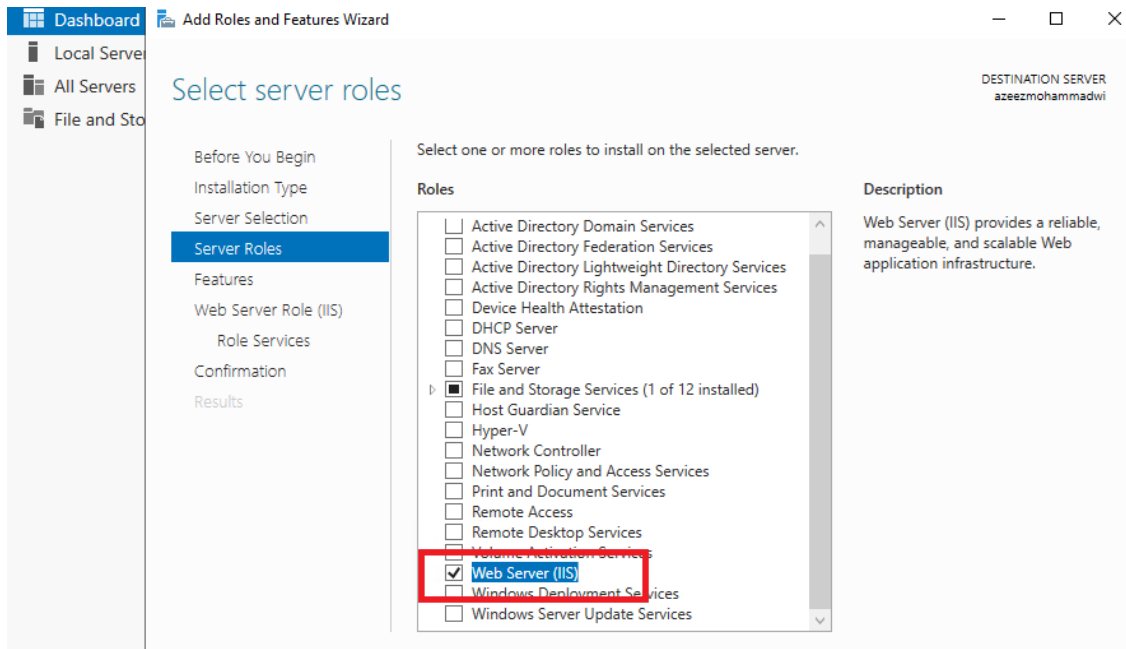 Dashboard
Local Server
All Servers
File and Sto
Add Roles and Features Wizard
Select server roles
DESTINATION SERVER
azeezmohammadwi
Before You Begin
Installation Type
Server Selection
Server Roles
Features
Web Server Role (IIS)
Role Services
Confirmation
Results
Select one or more roles to install on the selected server.
Roles
Active Directory Domain Services
Active Directory Federation Services
Active Directory Lightweight Directory Services
Active Directory Rights Management Services
Device Health Attestation
DHCP Server
DNS Server
Fax Server
File and Storage Services (1 of 12 installed)
Host Guardian Service
Hyper-V
Network Controller
Network Policy and Access Services
Print and Document Services
Remote Access
Remote Desktop Services
Volume Activation Services
Web Server (IIS)
Windows Deployment Services
Windows Server Update Services
Description
Web Server (IIS) provides a reliable,
manageable, and scalable Web
application infrastructure.